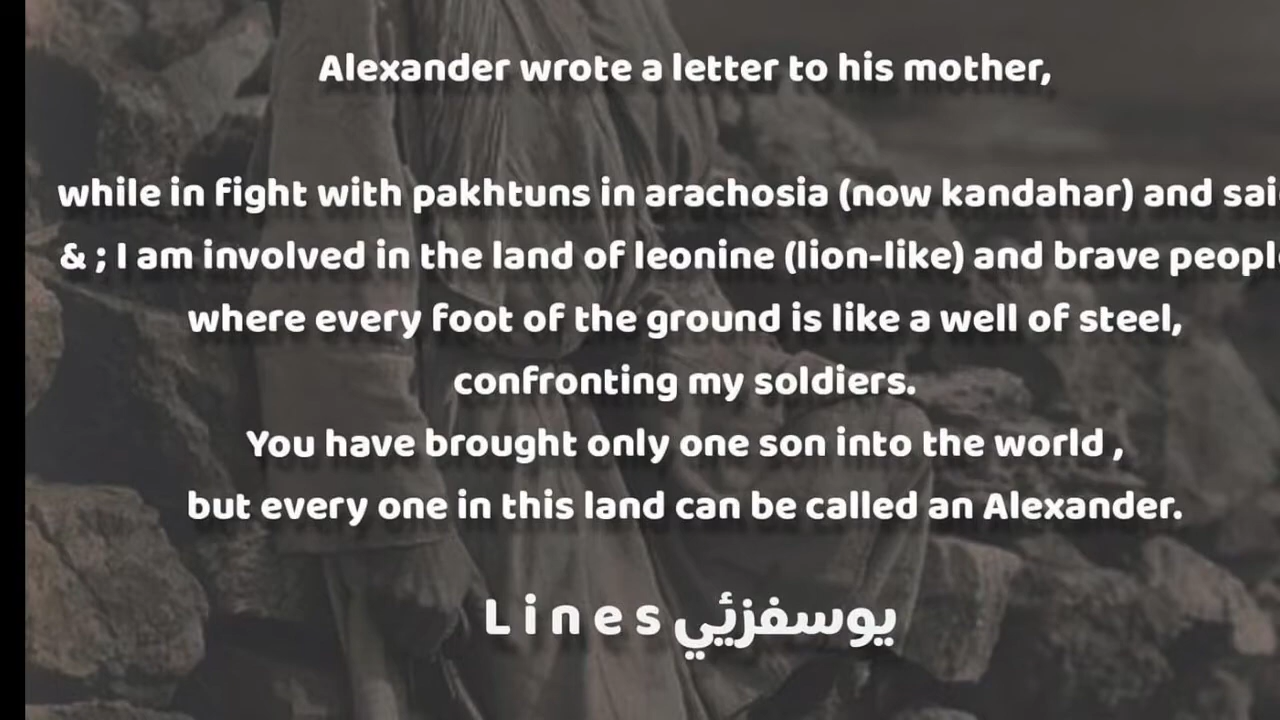 Alexander wrote a letter to his mother,
while in fight with pakhtuns in arachosia (now kandahar) and sai
& ; I am involved in the land of leonine (lion-like) and brave peopl
where every foot of the ground is like a well of steel,
confronting my soldiers.
You have brought only one son into the world ,
but every one in this land can be called an Alexander.
L i n e s يوسفزئي